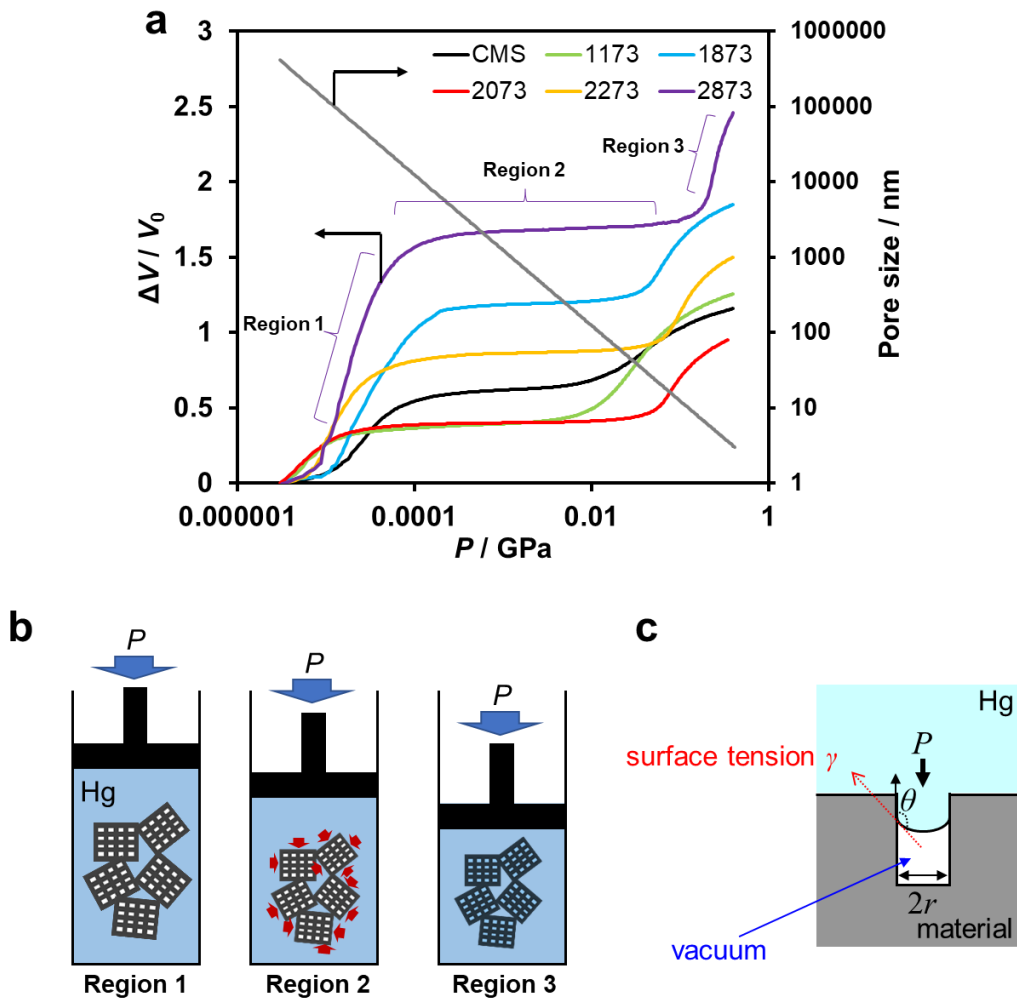 a
3
2.5
2
1.5
1
0.5
0
ΔV / V0
0.000001
0.0001
0.01
1
P / GPa
1000000
100000
10000
1000
100
10
1
Pore size / nm
CMS 1173 1873
2073 2273 2873
Region 1
Region 2
Region 3
b
P
P
P
Hg
Region 1
Region 2
Region 3
c
Hg
P
surface tension γ
θ
2r
material
vacuum